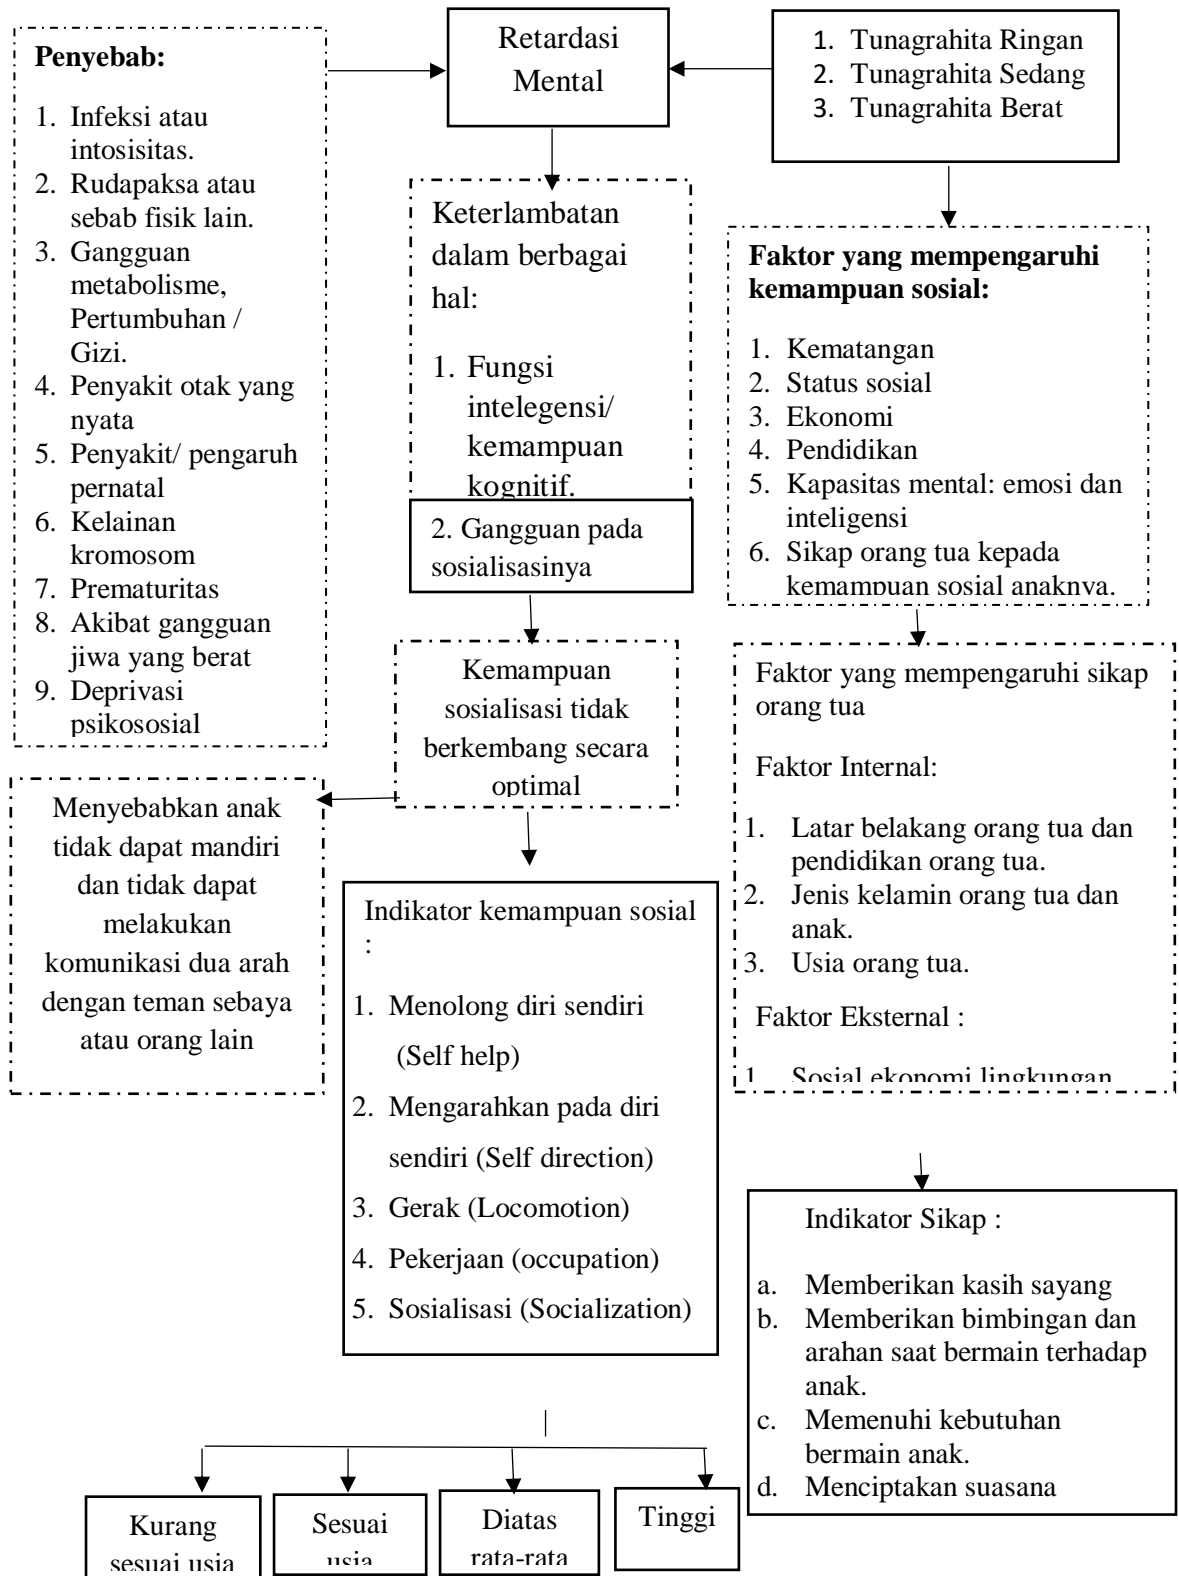 Penyebab:
1. Infeksi atau
intosisitas.
2. Rudapaksa atau
sebab fisik lain.
3. Gangguan
metabolisme,
Pertumbuhan /
Gizi.
4. Penyakit otak yang
nyata
5. Penyakit/ pengaruh
pernatal
6. Kelainan
kromosom
7. Prematuritas
8. Akibat gangguan
jiwa yang berat
9. Deprivasi
psikososial
Retardasi
Mental
1. Tunagrahita Ringan
2. Tunagrahita Sedang
3. Tunagrahita Berat
Keterlambatan
dalam berbagai
hal:
1. Fungsi
intelegensi/
kemampuan
kognitif.
2. Gangguan pada
sosialisasinya
Faktor yang mempengaruhi
kemampuan sosial:
1. Kematangan
2. Status sosial
3. Ekonomi
4. Pendidikan
5. Kapasitas mental: emosi dan
inteligensi
6. Sikap orang tua kepada
kemampuan sosial anaknya.
Kemampuan
sosialisasi tidak
berkembang secara
optimal
Faktor yang mempengaruhi sikap
orang tua
Faktor Internal:
1. Latar belakang orang tua dan
pendidikan orang tua.
2. Jenis kelamin orang tua dan
anak.
3. Usia orang tua.
Faktor Eksternal :
1. Sosial ekonomi lingkungan
Menyebabkan anak
tidak dapat mandiri
dan tidak dapat
melakukan
komunikasi dua arah
dengan teman sebaya
atau orang lain
Indikator kemampuan sosial
:
1. Menolong diri sendiri
(Self help)
2. Mengarahkan pada diri
sendiri (Self direction)
3. Gerak (Locomotion)
4. Pekerjaan (occupation)
5. Sosialisasi (Socialization)
Indikator Sikap :
a. Memberikan kasih sayang
b. Memberikan bimbingan dan
arahan saat bermain terhadap
anak.
c. Memenuhi kebutuhan
bermain anak.
d. Menciptakan suasana
Kurang
sesuai usia
Sesuai
usia
Diatas
rata-rata
Tinggi